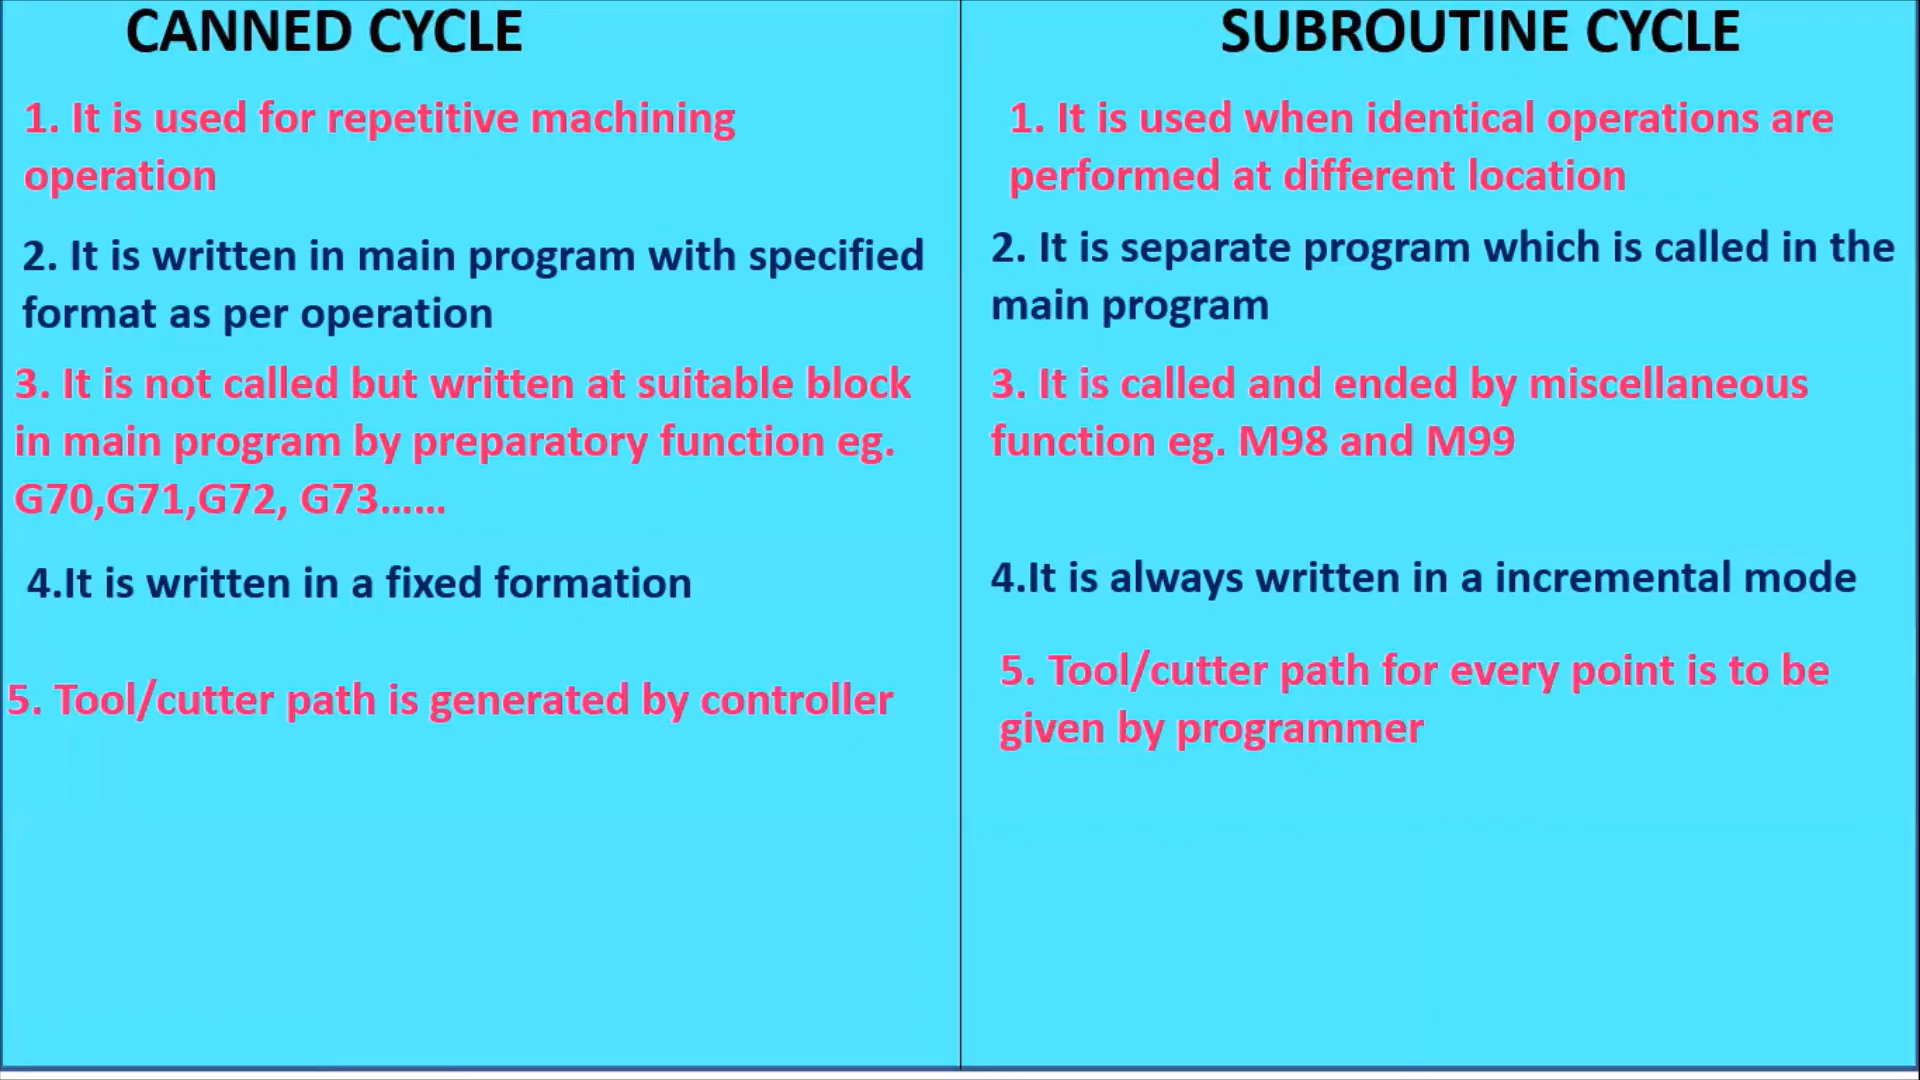 CANNED CYCLE
1. It is used for repetitive machining
operation
2. It is written in main program with specified
format as per operation
3. It is not called but written at suitable block
in main program by preparatory function eg.
G70,G71,G72, G73......
4.It is written in a fixed formation
5. Tool/cutter path is generated by controller
SUBROUTINE CYCLE
1. It is used when identical operations are
performed at different location
2. It is separate program which is called in the
main program
3. It is called and ended by miscellaneous
function eg. M98 and M99
4.It is always written in a incremental mode
5. Tool/cutter path for every point is to be
given by programmer